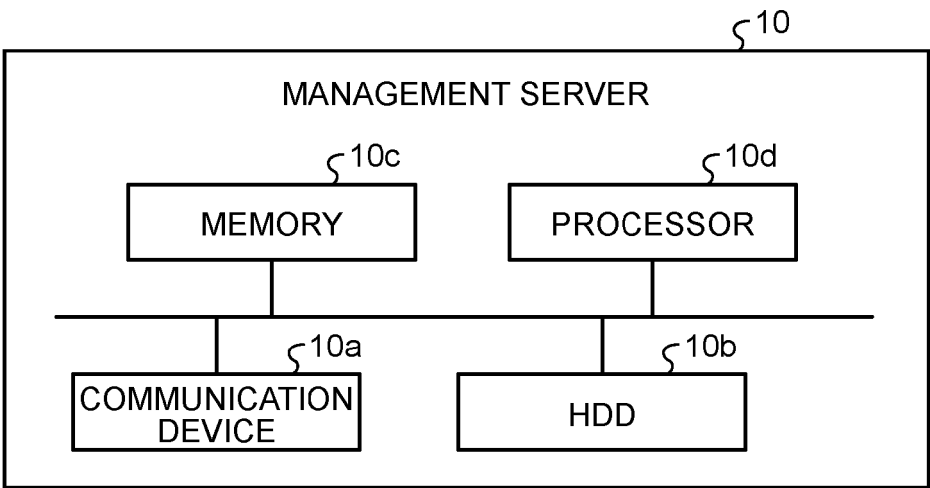 10
MANAGEMENT SERVER
10c
10d
MEMORY
PROCESSOR
10a
10b
COMMUNICATION
DEVICE
HDD